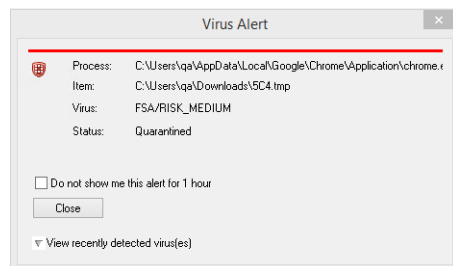 Virus Alert
Process: C:\Users\qa\AppData\Local\Google\Chrome\Application\chrome.e
Item: C:\Users\qa\Downloads\5C4.tmp
Virus: FSA/RISK_MEDIUM
Status: Quarantined
Do not show me this alert for 1 hour
Close
View recently detected virus(es)